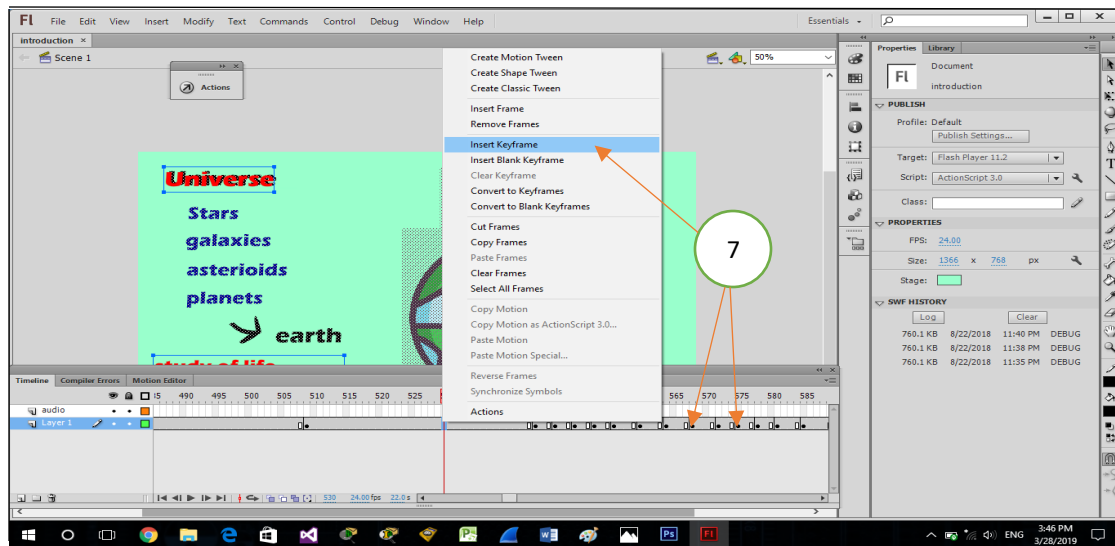 Fl File Edit View Insert Modify Text Commands Control Debug Window Help Essentials
introduction ×
Scene 1 50%
Actions
Universe
Stars
galaxies
asterioids
planets
earth
study of life
Create Motion Tween
Create Shape Tween
Create Classic Tween
Insert Frame
Remove Frames
Insert Keyframe
Insert Blank Keyframe
Clear Keyframe
Convert to Keyframes
Convert to Blank Keyframes
Cut Frames
Copy Frames
Paste Frames
Clear Frames
Select All Frames
Copy Motion
Copy Motion as ActionScript 3.0...
Paste Motion
Paste Motion Special...
Reverse Frames
Synchronize Symbols
Actions
7
Properties Library
Fl
Document
introduction
PUBLISH
Profile: Default
Publish Settings...
Target: Flash Player 11.2
Script: ActionScript 3.0
Class:
PROPERTIES
FPS: 24.00
Size: 1366 x 768 px
Stage:
SWF HISTORY
Log Clear
760.1 KB 8/22/2018 11:40 PM DEBUG
760.1 KB 8/22/2018 11:38 PM DEBUG
760.1 KB 8/22/2018 11:35 PM DEBUG
Timeline Compiler Errors Motion Editor
490 495 500 505 510 515 520 525 565 570 575 580 585
audio
Layer 1
530 24.00 fps 22.0 s
Ps Fl
ENG
3:46 PM
3/28/2019